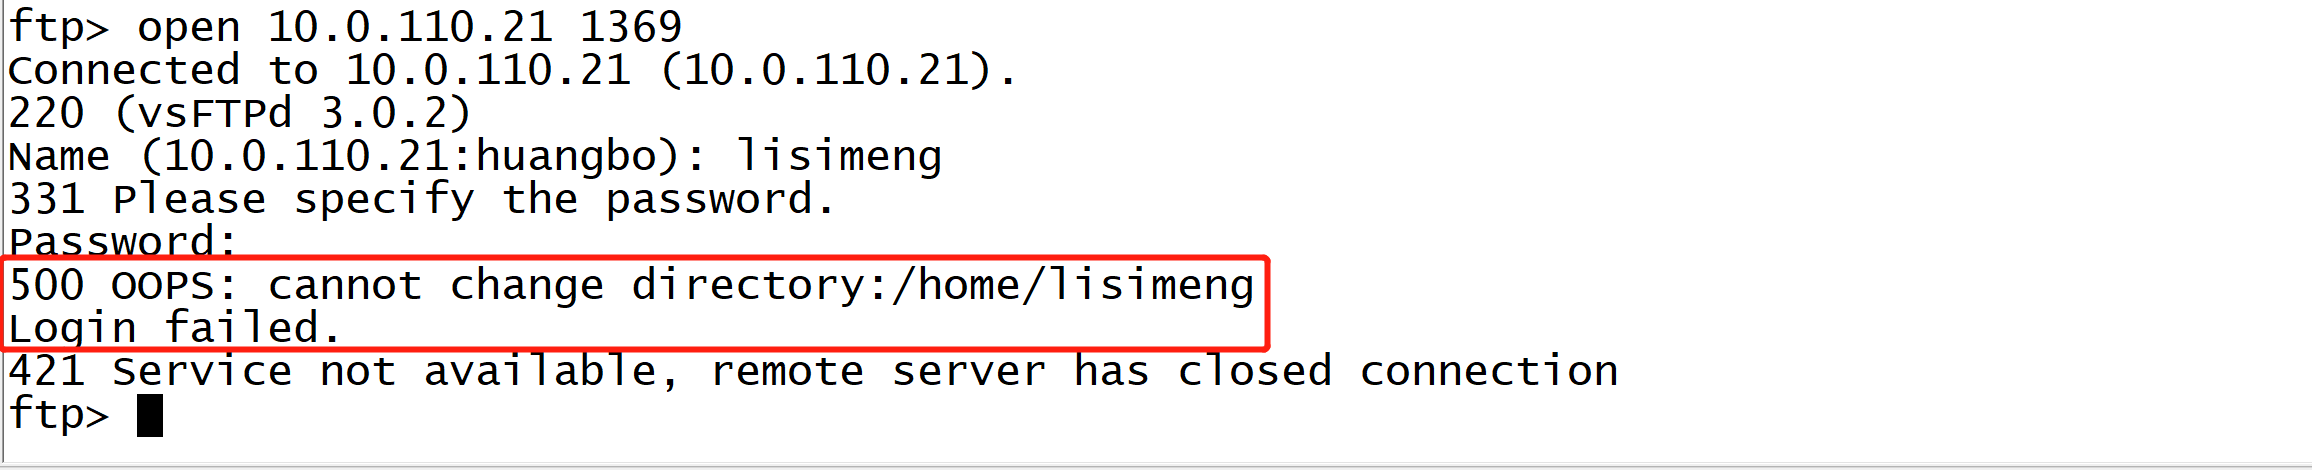 ftp> open 10.0.110.21 1369
Connected to 10.0.110.21 (10.0.110.21).
220 (vsFTPd 3.0.2)
Name (10.0.110.21:huangbo): lisimeng
331 Please specify the password.
Password:
500 OOPS: cannot change directory:/home/lisimeng
Login failed.
421 Service not available, remote server has closed connection
ftp>